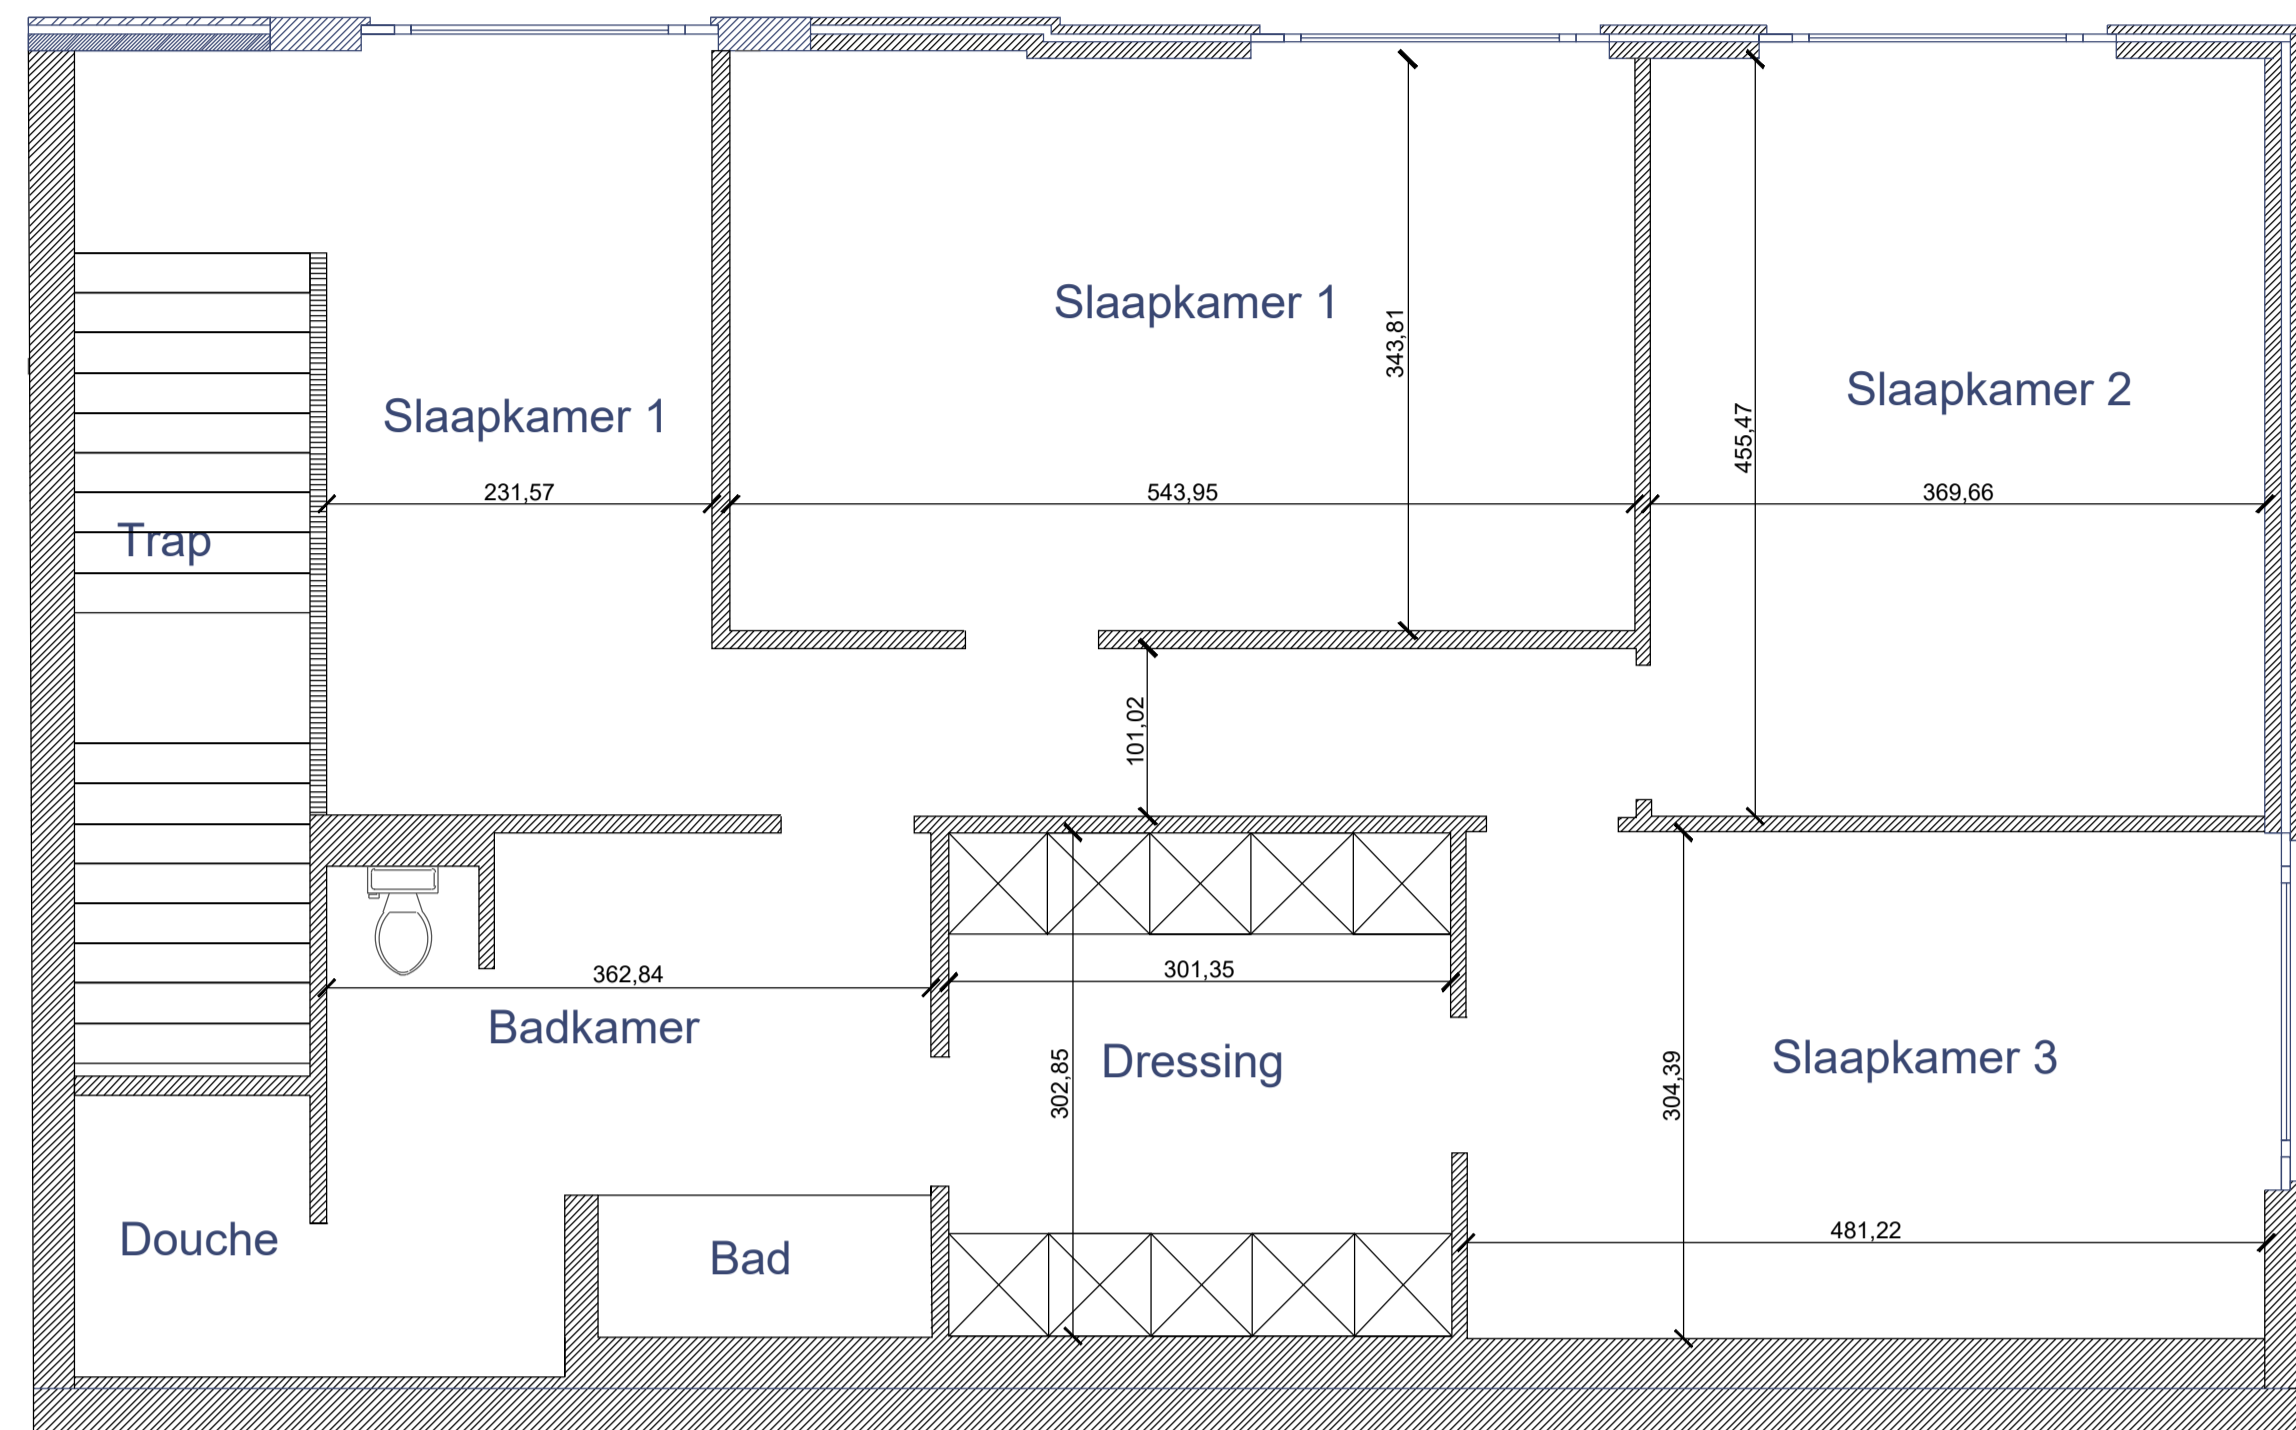 Slaapkamer 1
343,81
Slaapkamer 2
Slaapkamer 1
455,47
231,57
543,95
369,66
Trap
101,02
362,84
301,35
Badkamer
302,85
Dressing
304,39
Slaapkamer 3
Douche
Bad
481,22